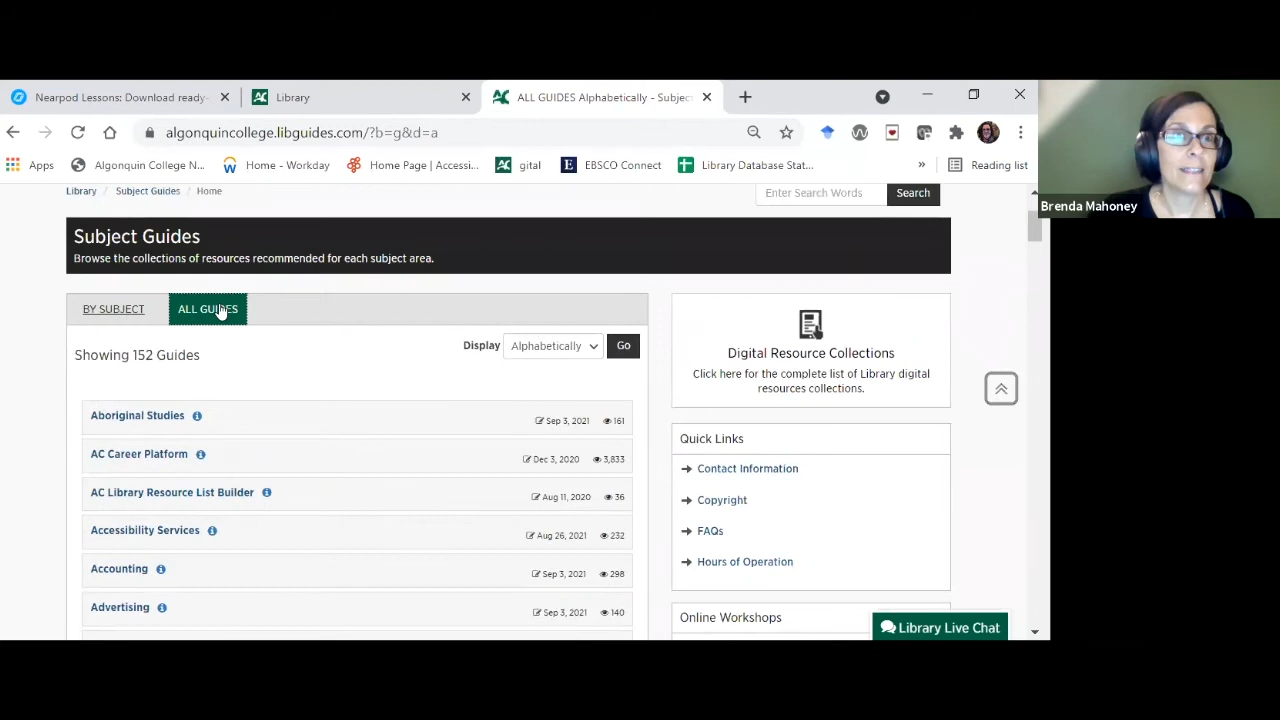 Nearpod Lessons: Download ready-
Library
ALL GUIDES Alphabetically - Subjec
algonquincollege.libguides.com/?b=g&d=a
Apps
Algonquin College N...
Home - Workday
Home Page | Accessi...
gital
EBSCO Connect
Library Database Stat...
»
Reading list
Brenda Mahoney
Library / Subject Guides / Home
Enter Search Words
Search
Subject Guides
Browse the collections of resources recommended for each subject area.
BY SUBJECT
ALL GUIDES
Display
Alphabetically
Go
Showing 152 Guides
Aboriginal Studies
Sep 3, 2021
161
AC Career Platform
Dec 3, 2020
3,833
AC Library Resource List Builder
Aug 11, 2020
36
Accessibility Services
Aug 26, 2021
232
Accounting
Sep 3, 2021
298
Advertising
Sep 3, 2021
140
Digital Resource Collections
Click here for the complete list of Library digital
resources collections.
Quick Links
Contact Information
Copyright
FAQs
Hours of Operation
Online Workshops
Library Live Chat